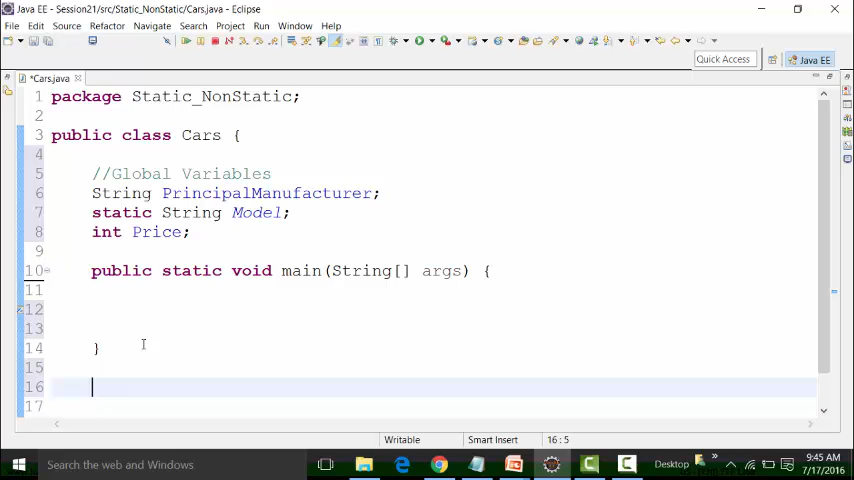 Java EE - Session21/src/Static_NonStatic/Cars.java - Eclipse
File Edit Source Refactor Navigate Search Project Run Window Help
Quick Access
Java EE
*Cars.java
1 package Static_NonStatic;
2
3 public class Cars {
4
5 //Global Variables
6 String PrincipalManufacturer;
7 static String Model;
8 int Price;
9
10 public static void main(String[] args) {
11
12
13
14 }
15
16
17
Writable Smart Insert 16 : 5
Search the web and Windows
Desktop
9:45 AM
7/17/2016